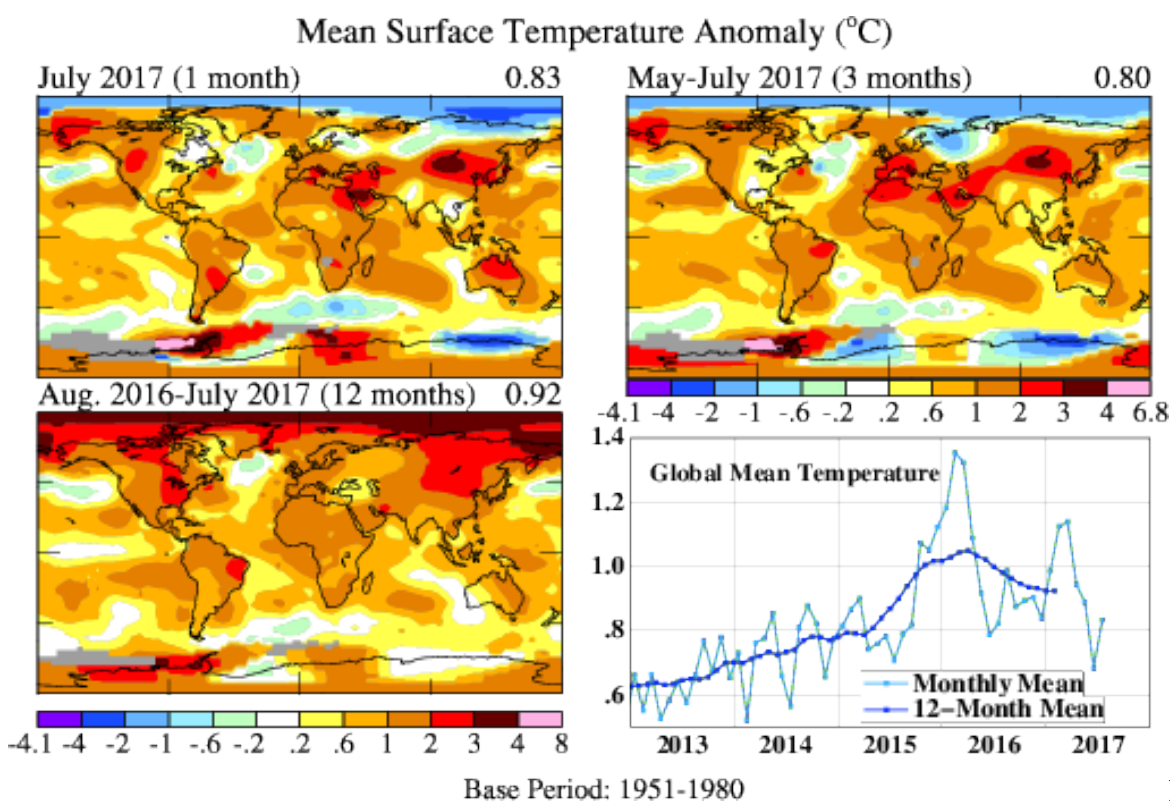 Mean Surface Temperature Anomaly (°C)
July 2017 (1 month) 0.83
May-July 2017 (3 months) 0.80
Aug. 2016-July 2017 (12 months) 0.92
-4.1 -4 -2 -1 -.6 -.2 .2 .6 1 2 3 4 6.8
1.4
Global Mean Temperature
1.2
1.0
.8
.6
Monthly Mean
12-Month Mean
2013 2014 2015 2016 2017
-4.1 -4 -2 -1 -.6 -.2 .2 .6 1 2 3 4 8
Base Period: 1951-1980